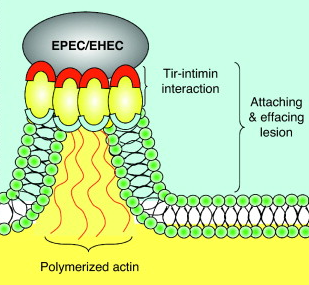 EPEC/EHEC
Tir-intimin
interaction
Attaching
& effacing
lesion
Polymerized actin